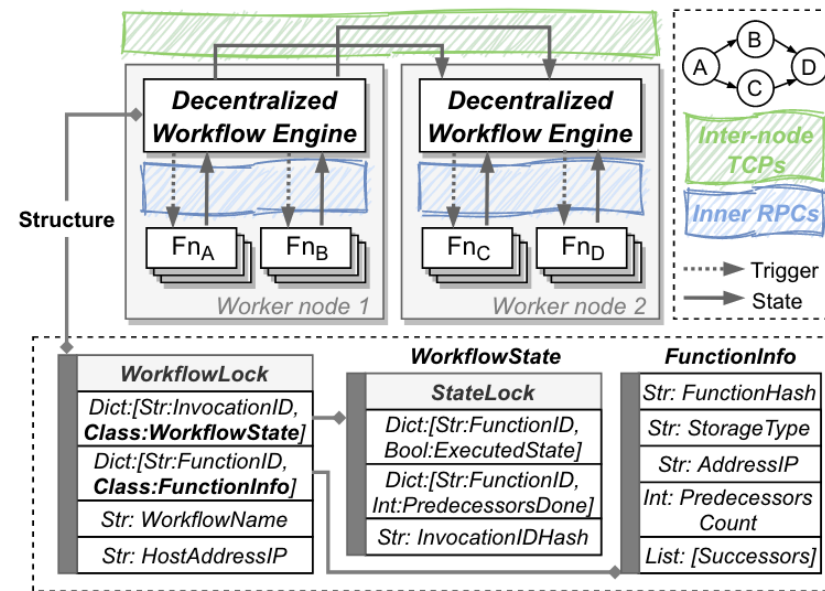 Decentralized
Workflow Engine
Decentralized
Workflow Engine
FnA
FnB
FnC
FnD
Worker node 1
Worker node 2
A
B
C
D
Inter-node
TCPs
Inner RPCs
Trigger
State
Structure
WorkflowLock
Dict:[Str:InvocationID,
Class:WorkflowState]
Dict:[Str:FunctionID,
Class:FunctionInfo]
Str: WorkflowName
Str: HostAddressIP
WorkflowState
StateLock
Dict:[Str:FunctionID,
Bool:ExecutedState]
Dict:[Str:FunctionID,
Int:PredecessorsDone]
Str: InvocationIDHash
FunctionInfo
Str: FunctionHash
Str: StorageType
Str: AddressIP
Int: Predecessors
Count
List: [Successors]